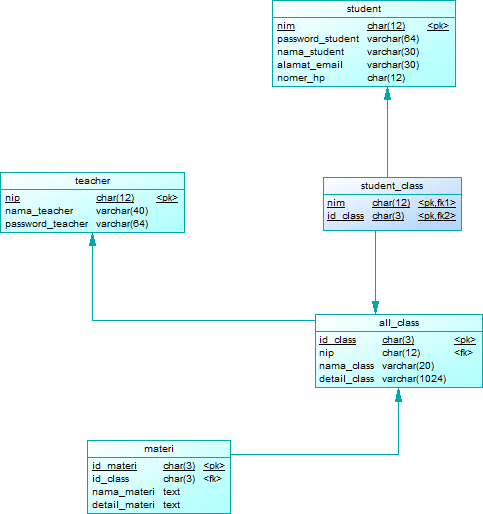 student
nim char(12) <pk>
password_student varchar(64)
nama_student varchar(30)
alamat_email varchar(30)
nomer_hp char(12)
teacher
nip char(12) <pk>
nama_teacher varchar(40)
password_teacher varchar(64)
student_class
nim char(12) <pk,fk1>
id_class char(3) <pk,fk2>
all_class
id_class char(3) <pk>
nip char(12) <fk>
nama_class varchar(20)
detail_class varchar(1024)
materi
id_materi char(3) <pk>
id_class char(3) <fk>
nama_materi text
detail_materi text